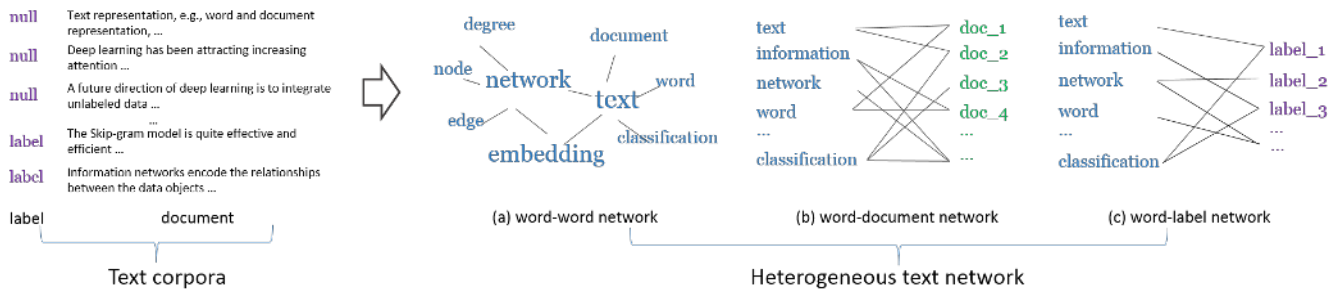 null
Text representation, e.g., word and document
representation, ...
null
Deep learning has been attracting increasing
attention ...
null
A future direction of deep learning is to integrate
unlabeled data ...
...
label
The Skip-gram model is quite effective and
efficient ...
label
Information networks encode the relationships
between the data objects ...
label
document
Text corpora
degree
document
node
network
word
text
edge
classification
embedding
(a) word-word network
text
information
network
word
...
classification
doc_1
doc_2
doc_3
doc_4
...
...
(b) word-document network
text
information
network
word
...
classification
label_1
label_2
label_3
...
...
(c) word-label network
Heterogeneous text network